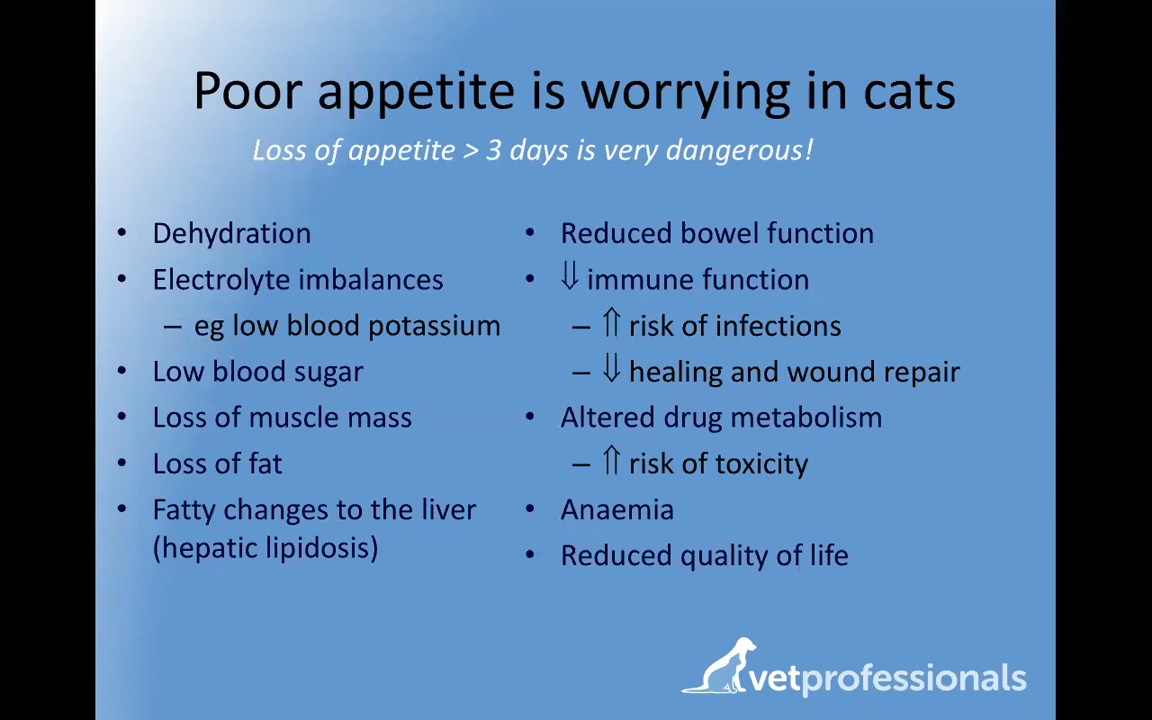 Poor appetite is worrying in cats
Loss of appetite > 3 days is very dangerous!
• Dehydration
• Electrolyte imbalances
– eg low blood potassium
• Low blood sugar
• Loss of muscle mass
• Loss of fat
• Fatty changes to the liver
(hepatic lipidosis)
• Reduced bowel function
• ⇓ immune function
– ⇑ risk of infections
– ⇓ healing and wound repair
• Altered drug metabolism
– ⇑ risk of toxicity
• Anaemia
• Reduced quality of life
vetprofessionals